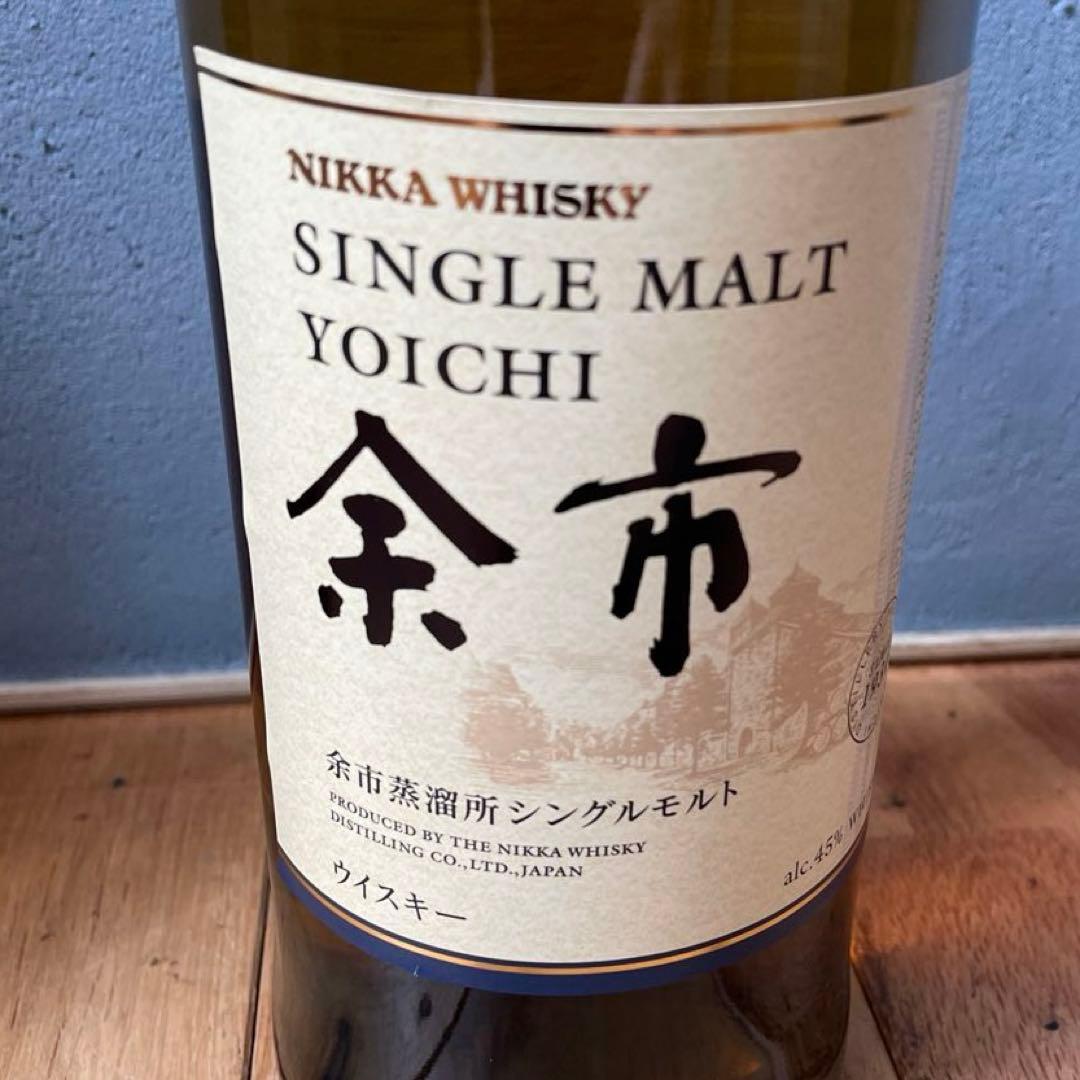 NIKKA WHISKY
SINGLE MALT
YOICHI
余市
余市蒸溜所シングルモルト
PRODUCED BY THE NIKKA WHISKY
DISTILLING CO.,LTD.,JAPAN
ウイスキー
alc.45%